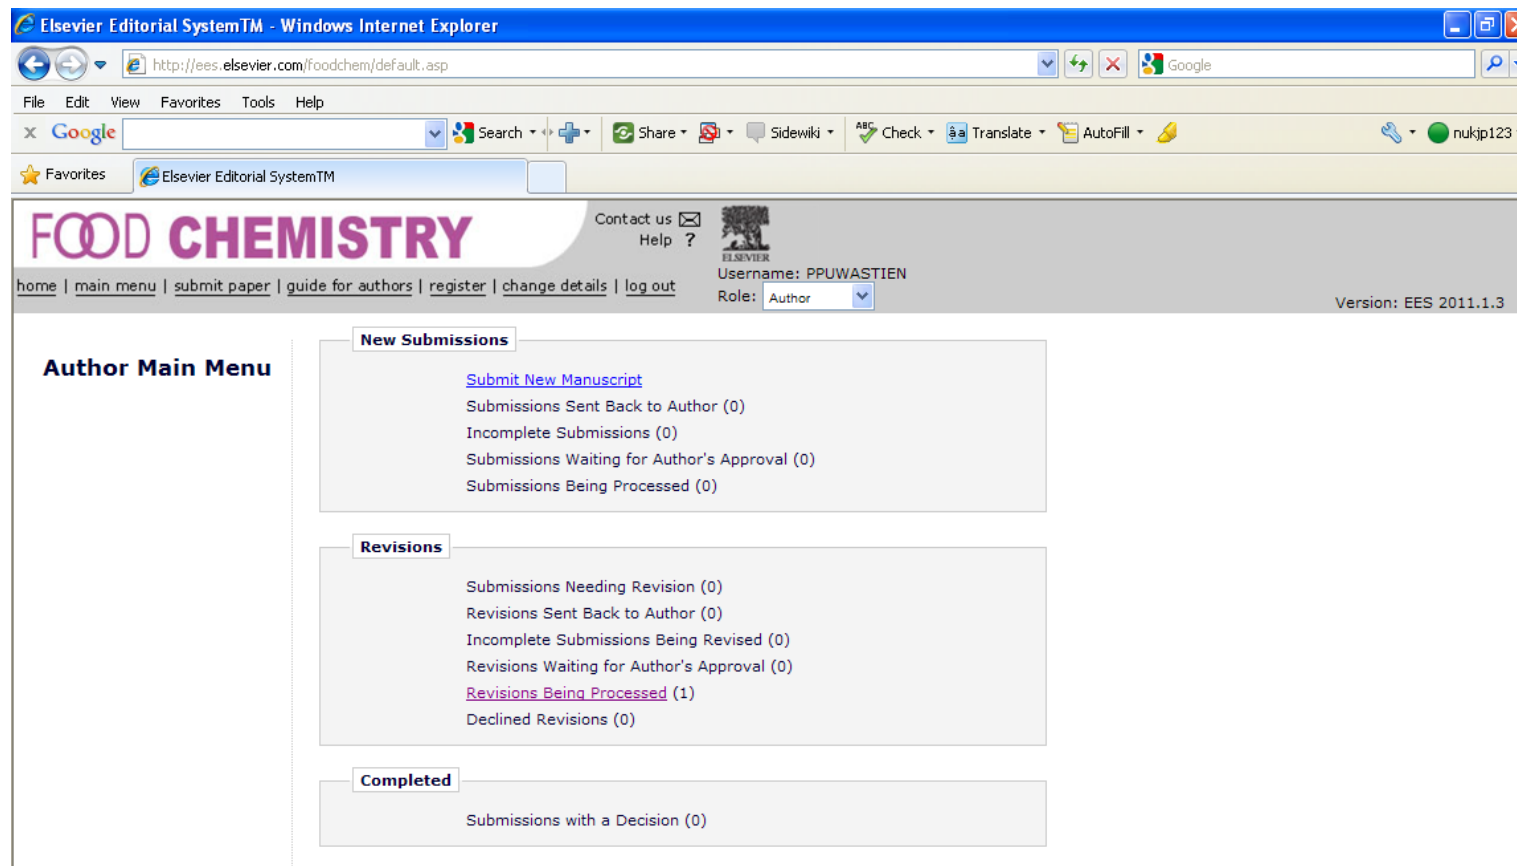 Elsevier Editorial SystemTM - Windows Internet Explorer
http://ees.elsevier.com/foodchem/default.asp
Google
File Edit View Favorites Tools Help
x Google Search Share Sidewiki ABC Check Translate AutoFill nukjp123
Favorites Elsevier Editorial SystemTM
FOOD CHEMISTRY
Contact us
Help ?
ELSEVIER
Username: PPUWASTIEN
home | main menu | submit paper | guide for authors | register | change details | log out
Role: Author
Version: EES 2011.1.3
Author Main Menu
New Submissions
Submit New Manuscript
Submissions Sent Back to Author (0)
Incomplete Submissions (0)
Submissions Waiting for Author's Approval (0)
Submissions Being Processed (0)
Revisions
Submissions Needing Revision (0)
Revisions Sent Back to Author (0)
Incomplete Submissions Being Revised (0)
Revisions Waiting for Author's Approval (0)
Revisions Being Processed (1)
Declined Revisions (0)
Completed
Submissions with a Decision (0)